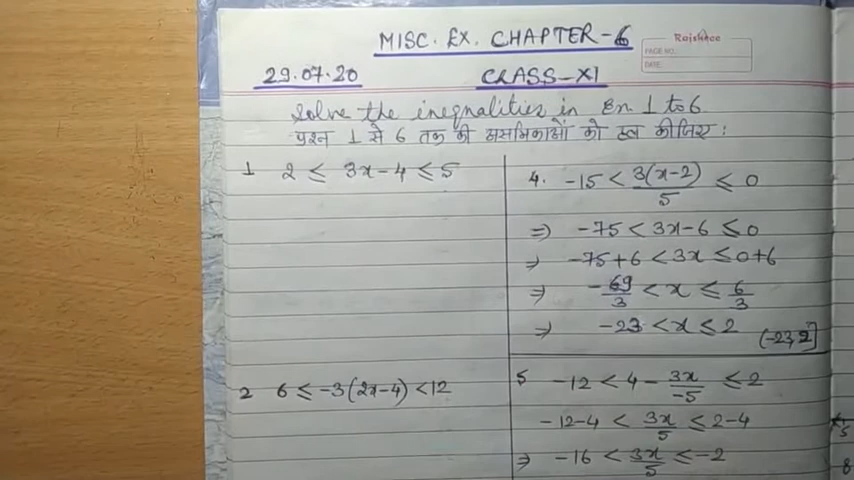 MISC. EX. CHAPTER-6
Rajshree
PAGE NO.:
DATE:
29.07.20 CLASS-XI
Solve the inequalities in En 1 to 6
प्रश्न 1 से 6 तक की असमिकाओं को हल कीजिए:
1 2 ≤ 3x-4 ≤ 5
2 6 ≤ -3(2x-4) < 12
4. -15 < 3(x-2)/5 ≤ 0
⇒) -75 < 3x-6 ≤ 0
⇒ -75+6 < 3x ≤ 0+6
⇒ -69/3 < x ≤ 6/3
⇒ -23 < x ≤ 2 (-23,2]
5 -12 < 4 - 3x/-5 ≤ 2
-12-4 < 3x/5 ≤ 2-4
⇒ -16 < 3x/5 ≤ -2
5
8